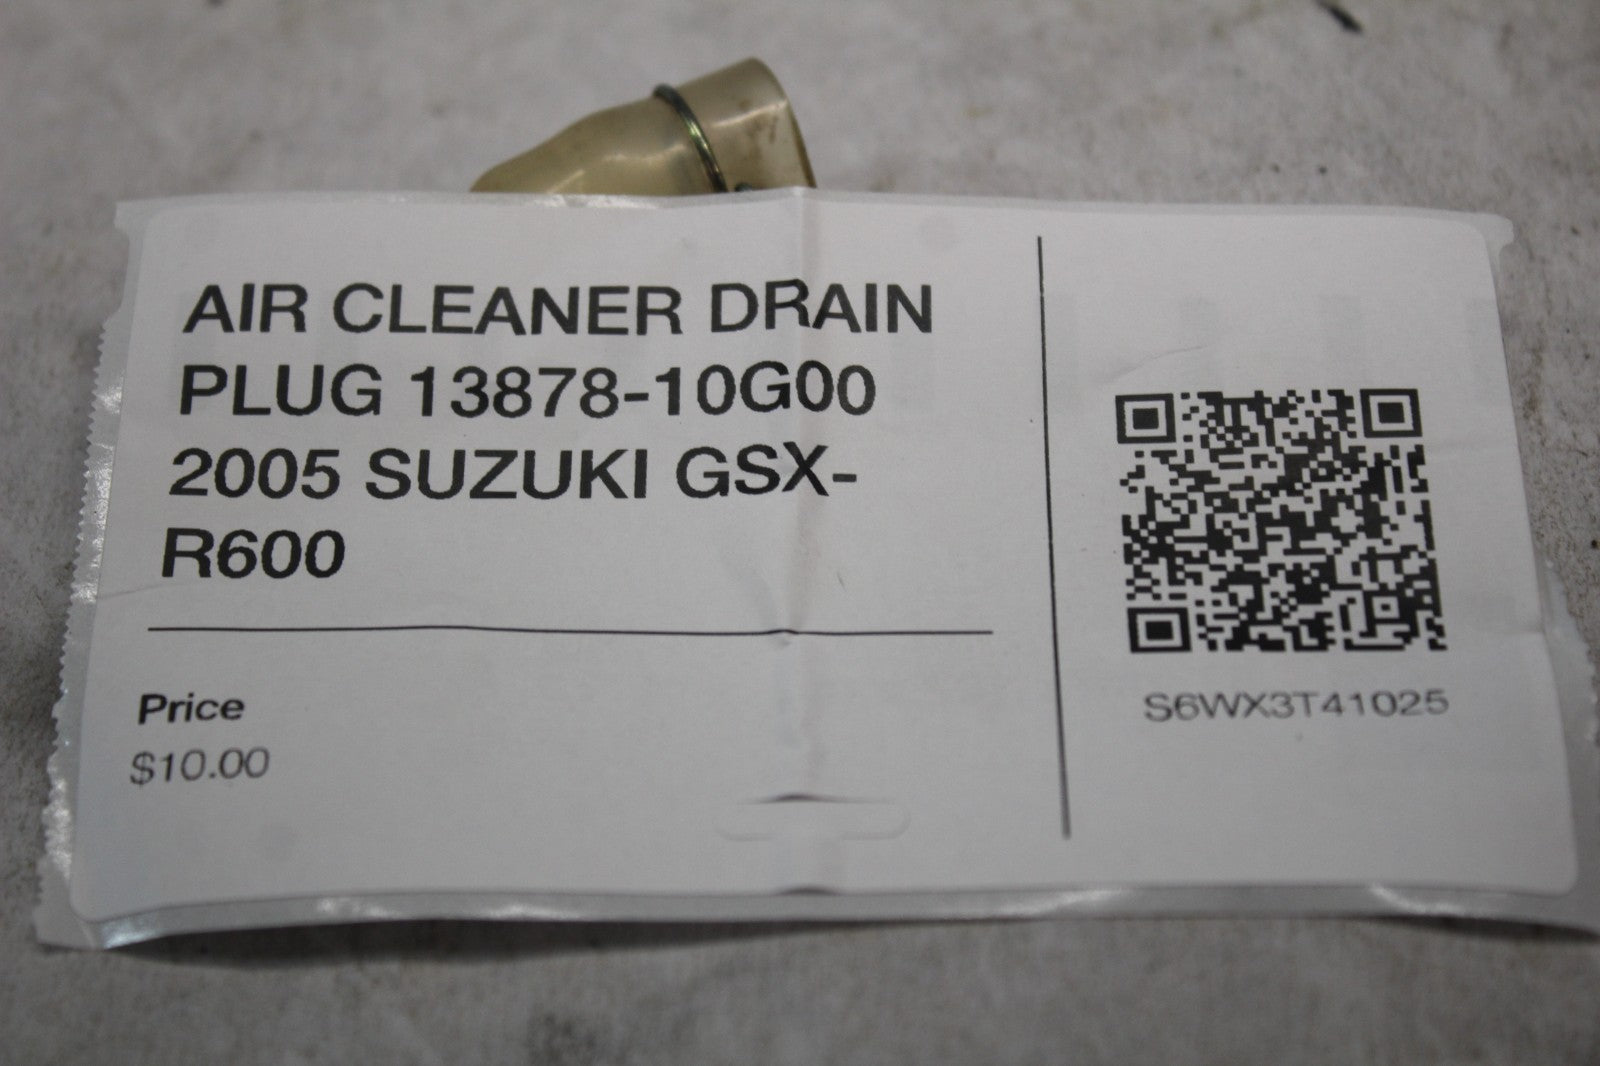 AIR CLEANER DRAIN
PLUG 13878-10G00
2005 SUZUKI GSX-
R600
Price
$10.00
S6WX3T41025